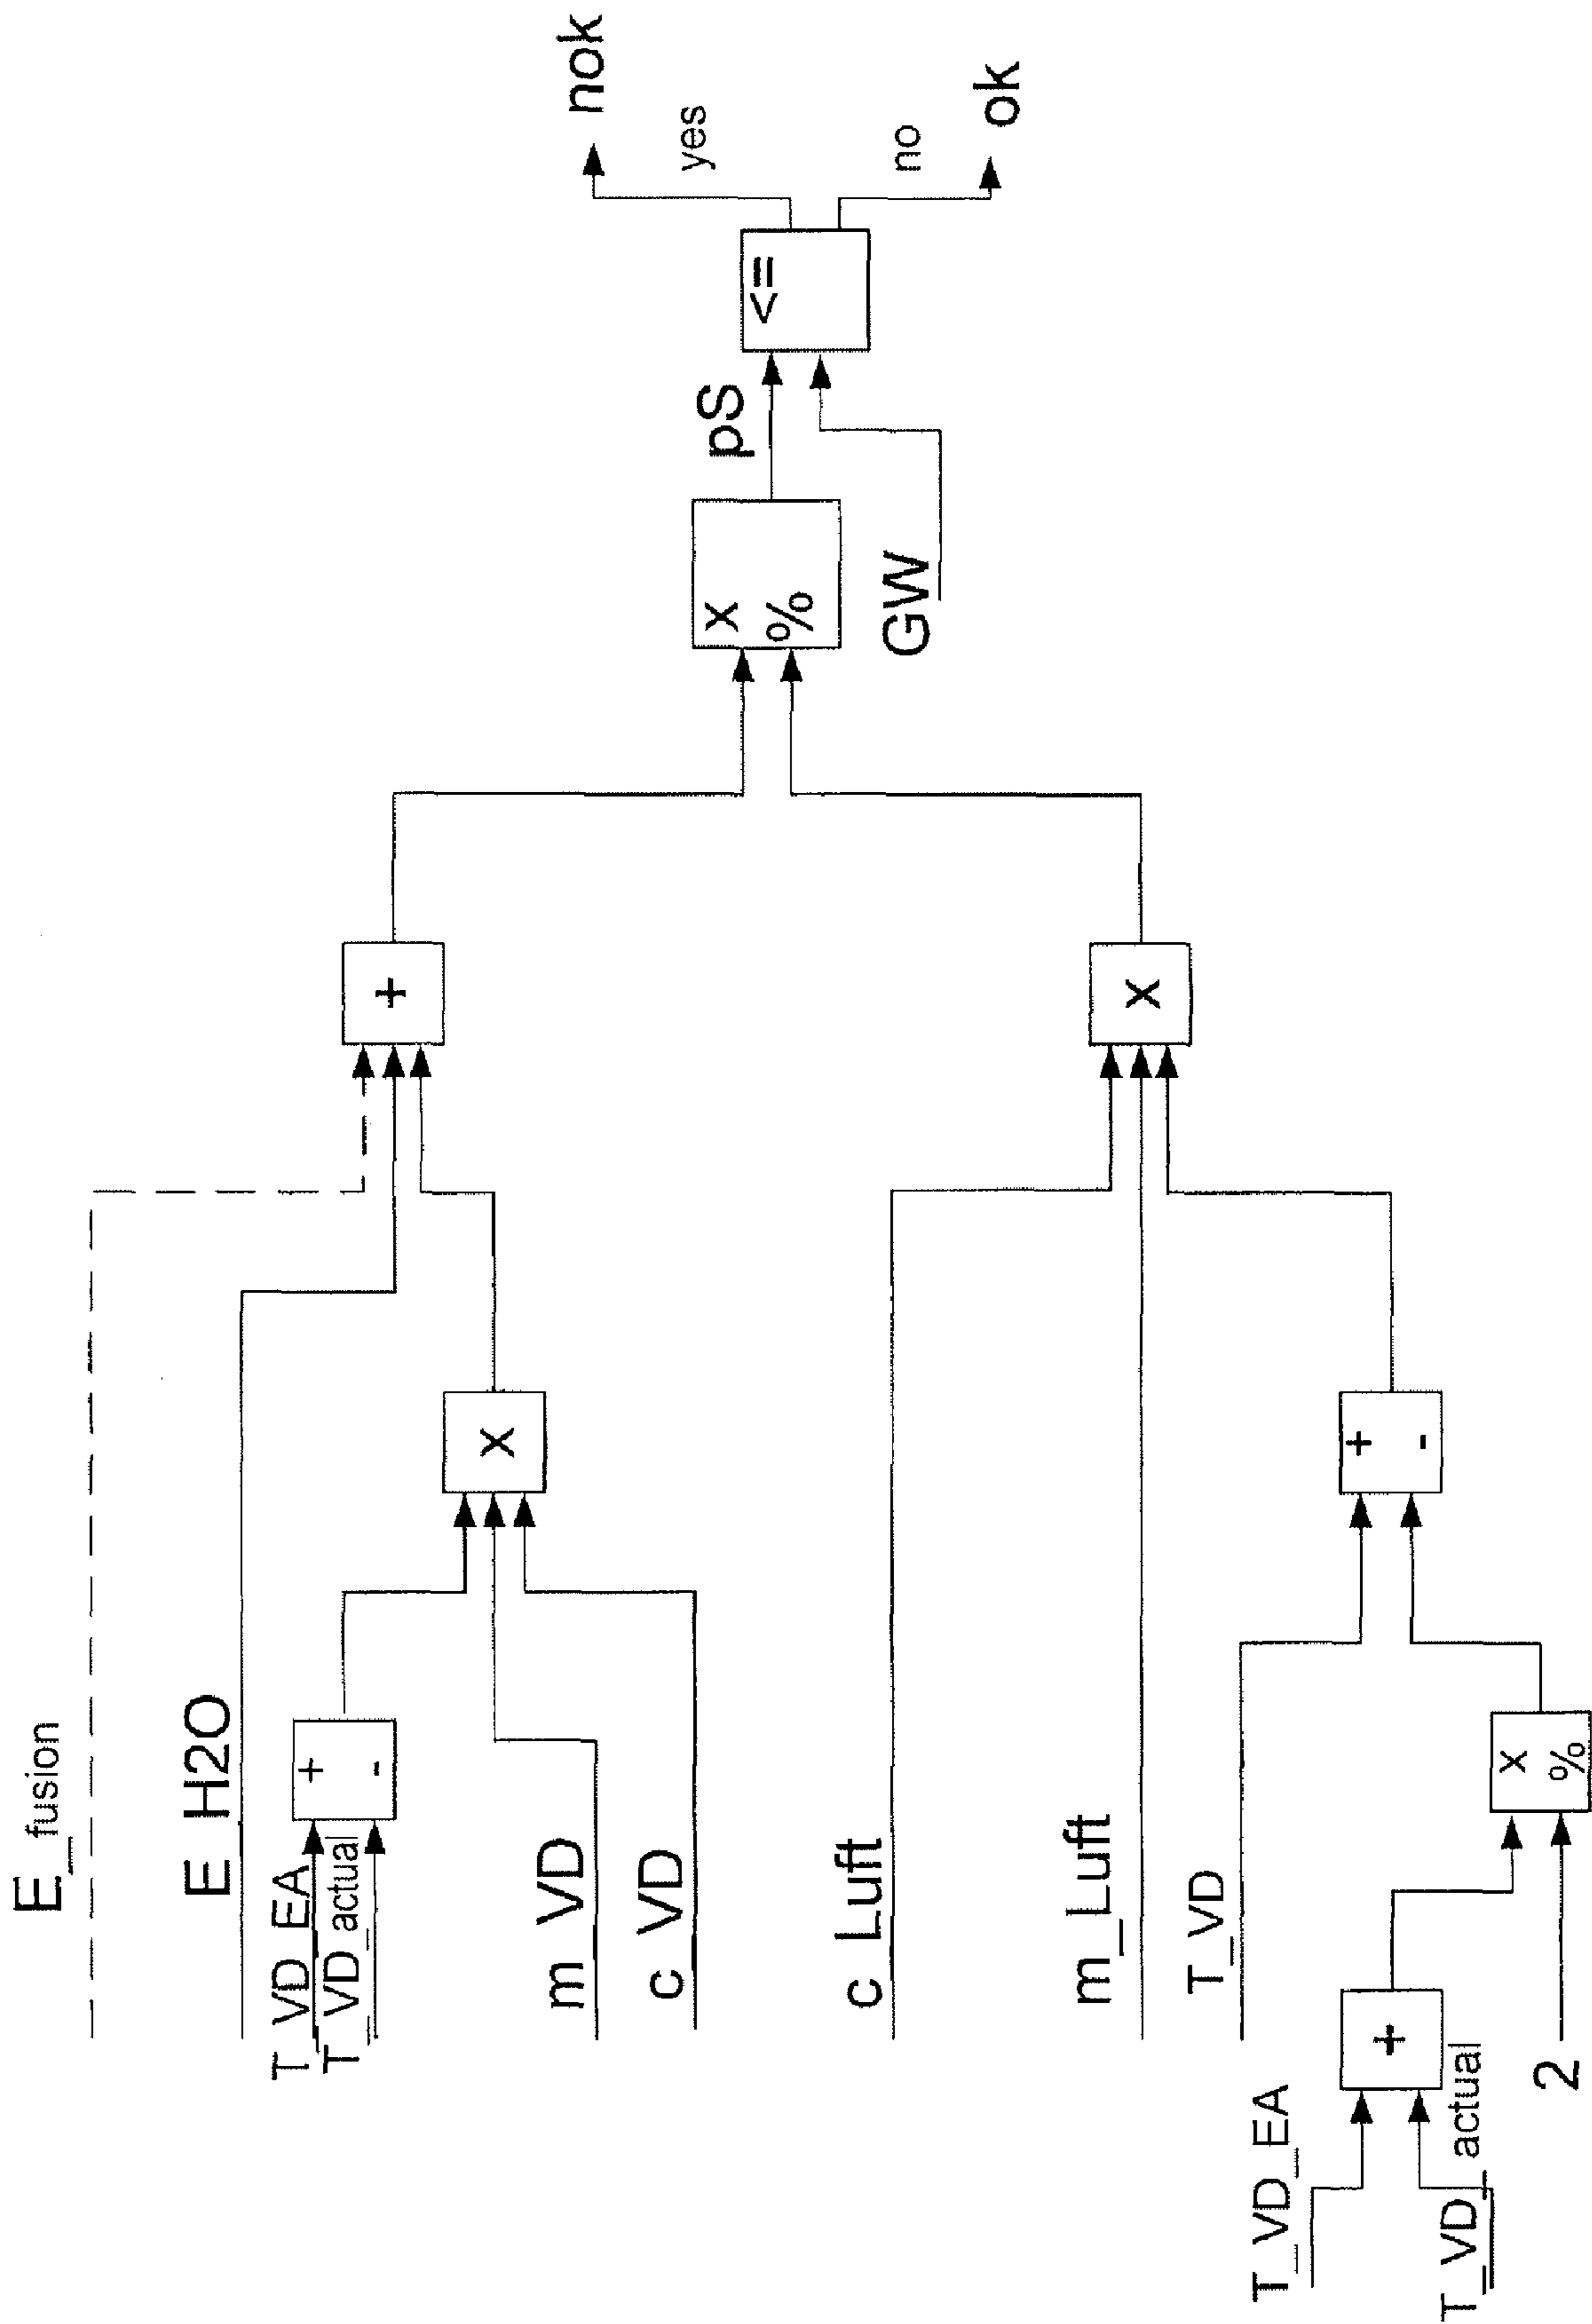 E_fusion
E_H2O
T_VD_EA
T_VD_actual
+
-
m_VD
c_VD
x
+
c_Luft
m_Luft
T_VD
T_VD_EA
T_VD_actual
+
2
x
%
+
-
x
x
%
pS
GW
<=
yes
nok
no
ok